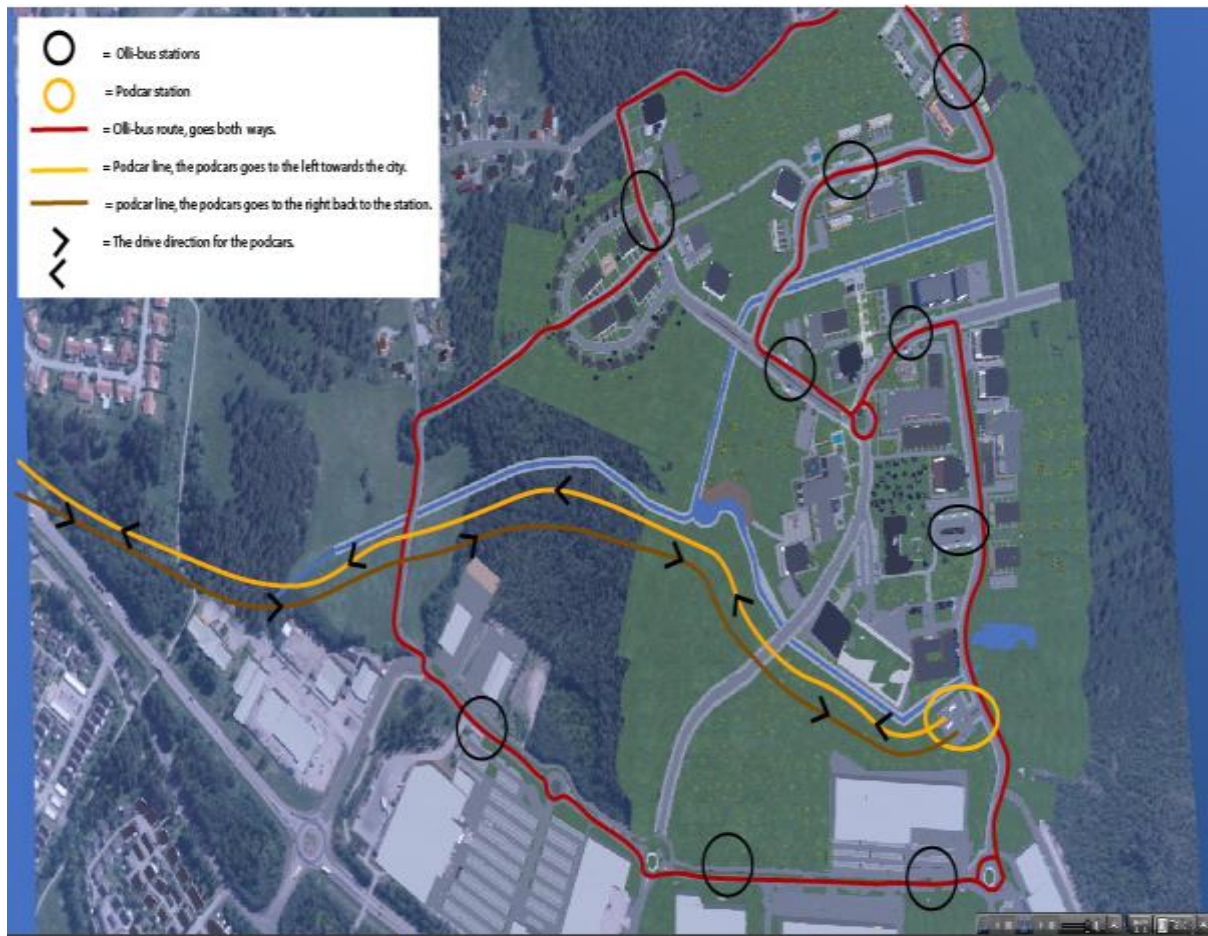 = Olli-bus stations
= Podcar station
= Olli-bus route, goes both ways.
= Podcar line, the podcars goes to the left towards the city.
= podcar line, the podcars goes to the right back to the station.
= The drive direction for the podcars.